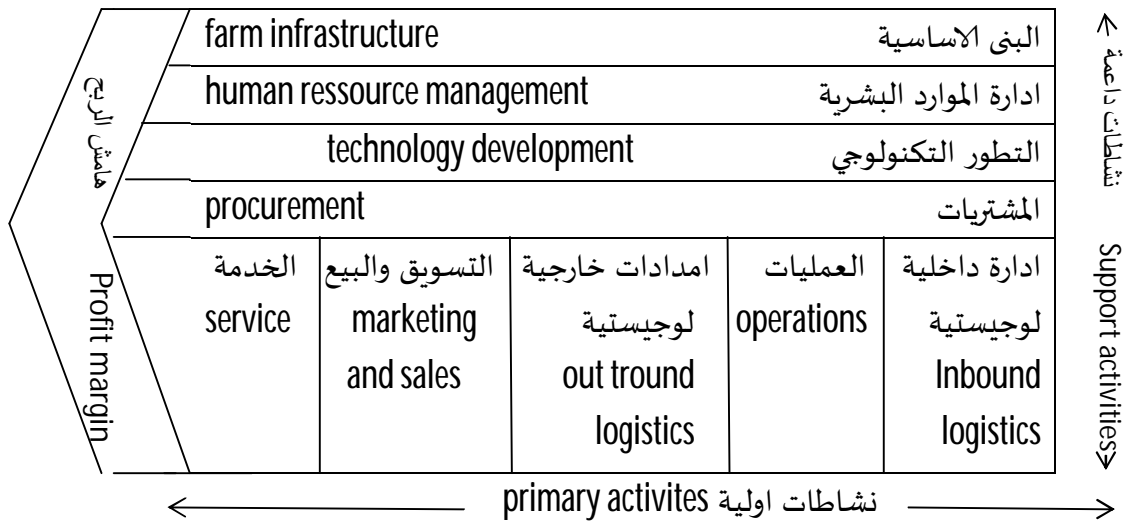 farm infrastructure البنى الاساسية
human ressource management ادارة الموارد البشرية
technology development التطور التكنولوجي
procurement المشتريات
ادارة داخلية
لوجيستية
Inbound
logistics
العمليات
operations
امدادات خارجية
لوجيستية
out tround
logistics
التسويق والبيع
marketing
and sales
الخدمة
service
هامش الربح
Profit margin
نشاطات داعمة
Support activities
نشاطات اولية primary activites